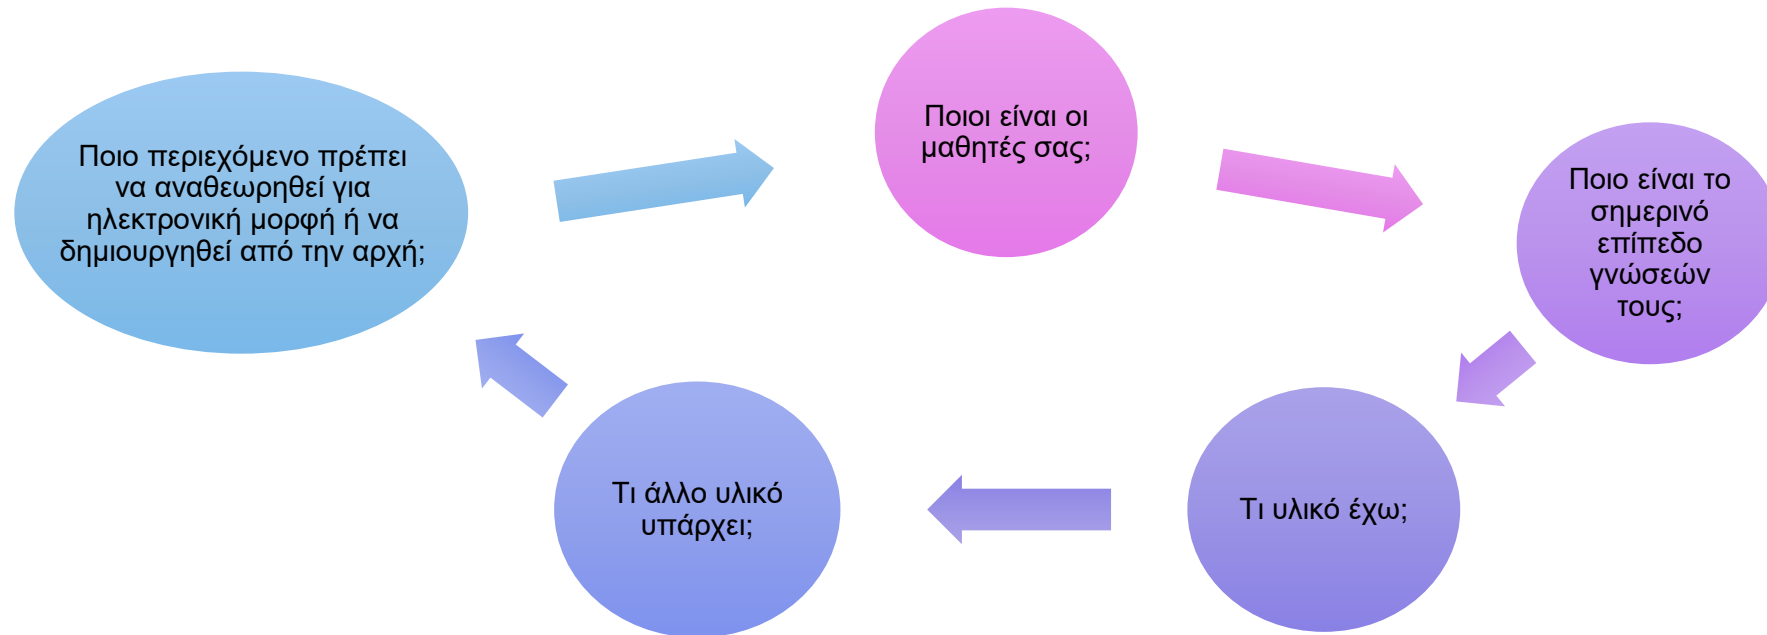 Ποιοι είναι οι
μαθητές σας;
Ποιο είναι το
σημερινό
επίπεδο
γνώσεών
τους;
Τι υλικό έχω;
Τι άλλο υλικό
υπάρχει;
Ποιο περιεχόμενο πρέπει
να αναθεωρηθεί για
ηλεκτρονική μορφή ή να
δημιουργηθεί από την αρχή;